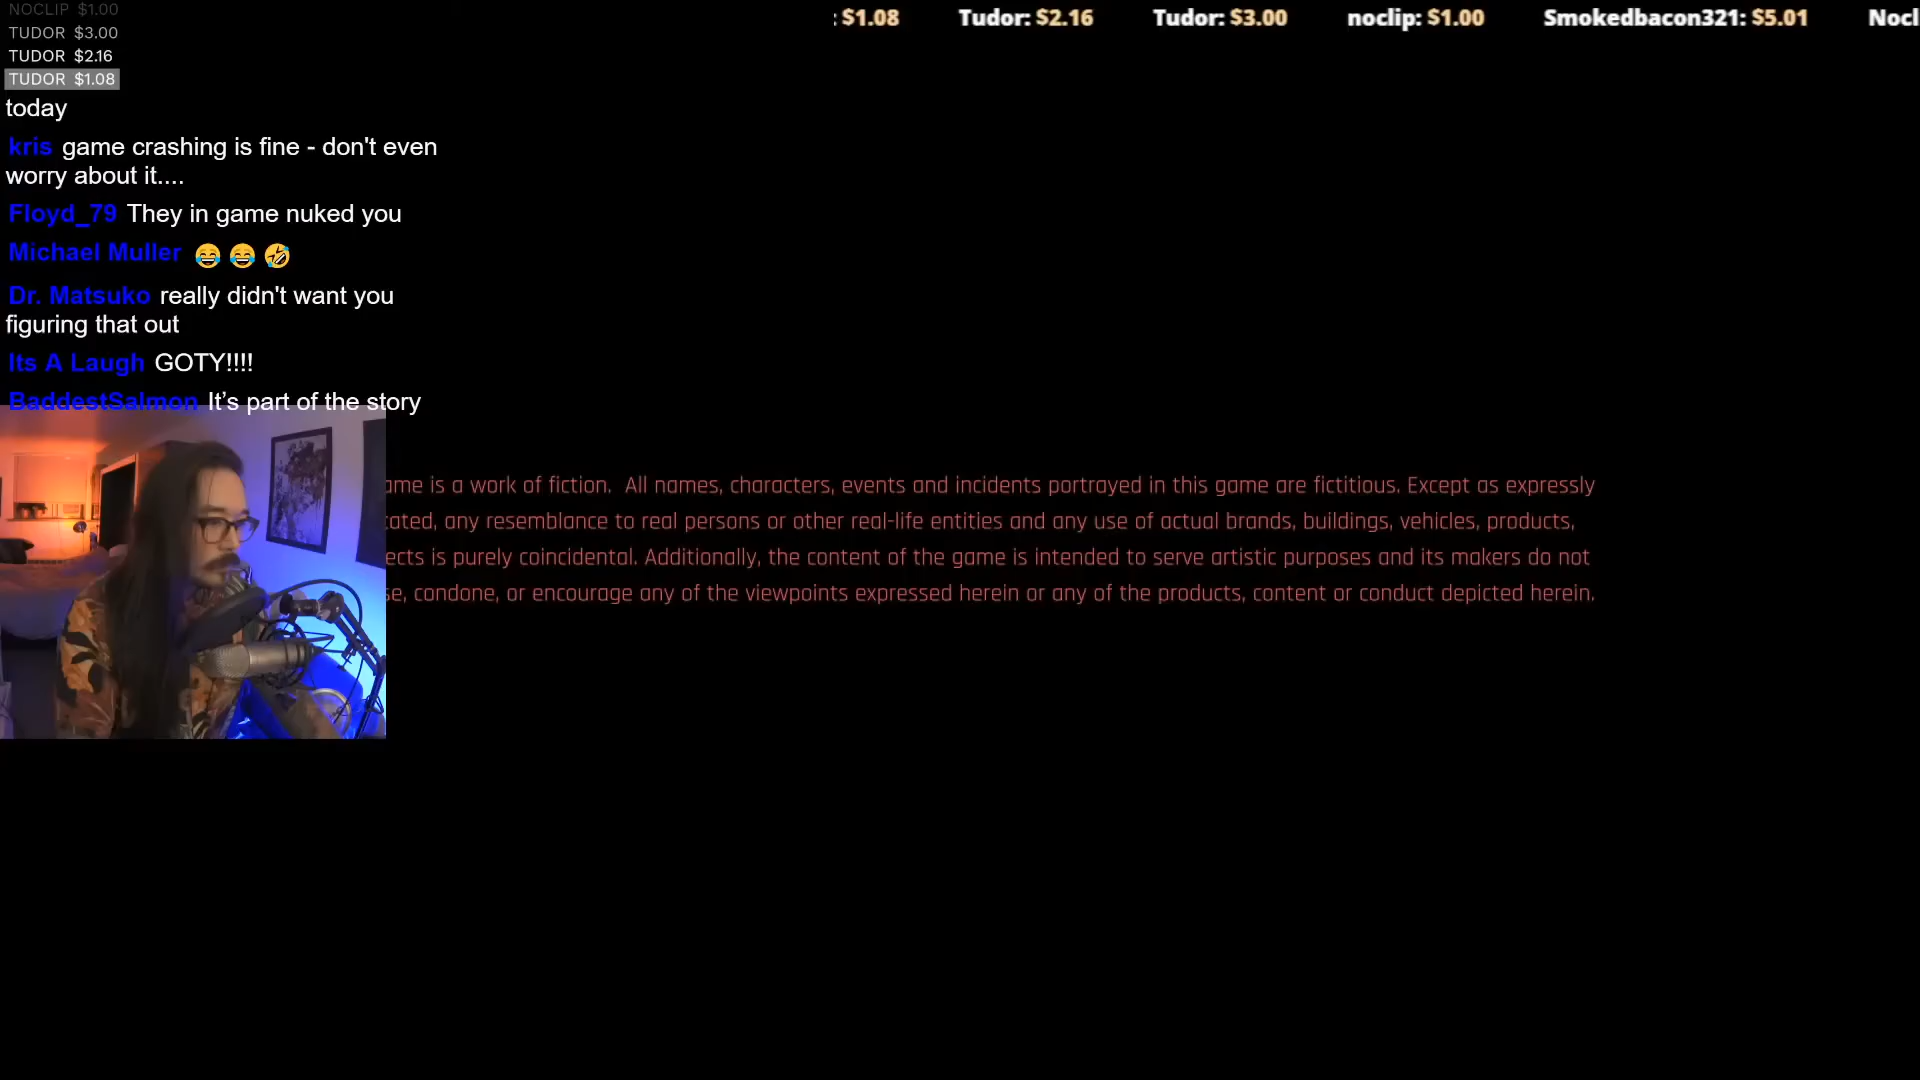 NOCLIP $1.00
TUDOR $3.00
TUDOR $2.16
TUDOR $1.08
: $1.08 Tudor: $2.16 Tudor: $3.00 noclip: $1.00 Smokedbacon321: $5.01 Nocl
today
kris game crashing is fine - don't even
worry about it....
Floyd_79 They in game nuked you
Michael Muller 😂 😂 🤣
Dr. Matsuko really didn't want you
figuring that out
Its A Laugh GOTY!!!!
BaddestSalmon It’s part of the story
ame is a work of fiction. All names, characters, events and incidents portrayed in this game are fictitious. Except as expressly
cated, any resemblance to real persons or other real-life entities and any use of actual brands, buildings, vehicles, products,
ects is purely coincidental. Additionally, the content of the game is intended to serve artistic purposes and its makers do not
se, condone, or encourage any of the viewpoints expressed herein or any of the products, content or conduct depicted herein.